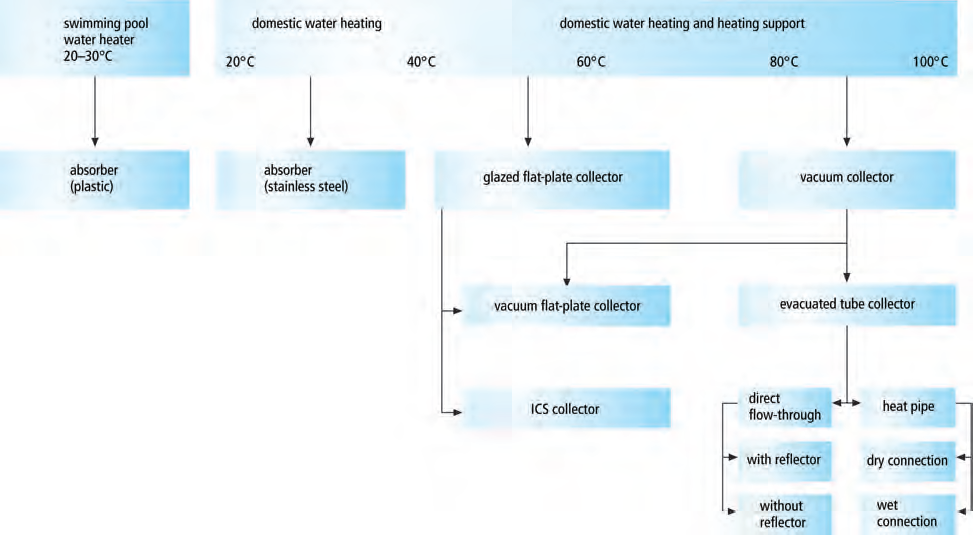 swimming pool
water heater
20–30°C
domestic water heating
domestic water heating and heating support
20°C
40°C
60°C
80°C
100°C
absorber
(plastic)
absorber
(stainless steel)
glazed flat-plate collector
vacuum collector
vacuum flat-plate collector
evacuated tube collector
ICS collector
direct
flow-through
heat pipe
with reflector
dry connection
without
reflector
wet
connection